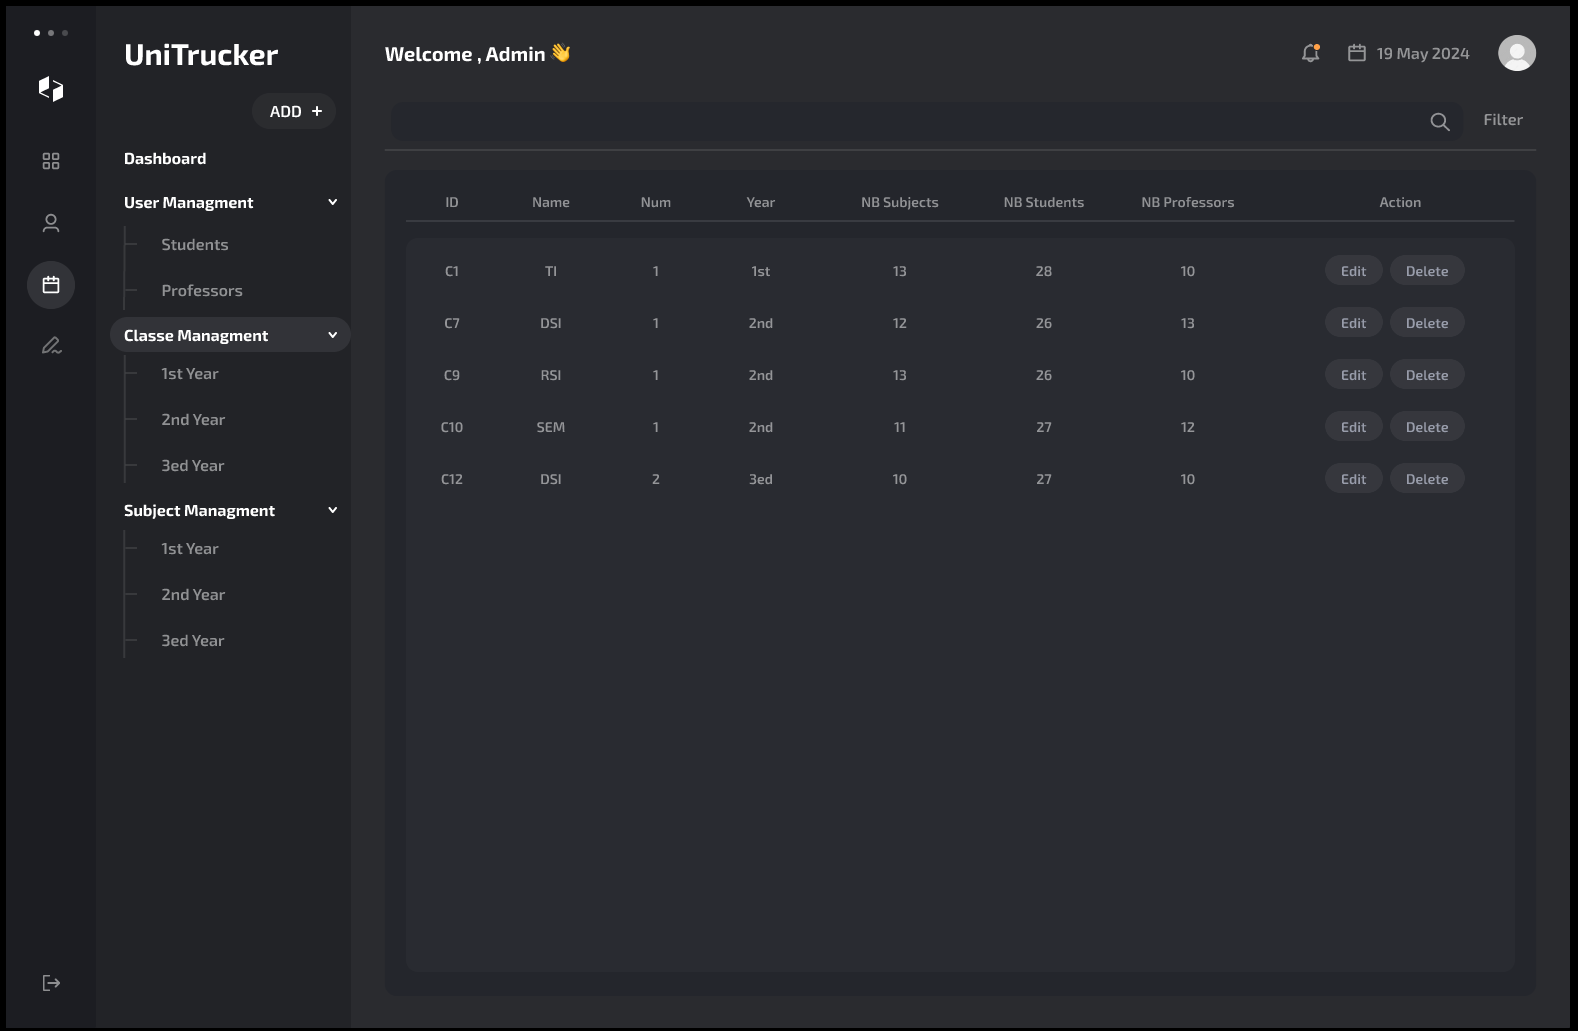 UniTrucker
ADD +
Dashboard
User Managment
Students
Professors
Classe Managment
1st Year
2nd Year
3ed Year
Subject Managment
1st Year
2nd Year
3ed Year
Welcome , Admin 👋
19 May 2024
Filter
ID Name Num Year NB Subjects NB Students NB Professors Action
C1 TI 1 1st 13 28 10 Edit Delete
C7 DSI 1 2nd 12 26 13 Edit Delete
C9 RSI 1 2nd 13 26 10 Edit Delete
C10 SEM 1 2nd 11 27 12 Edit Delete
C12 DSI 2 3ed 10 27 10 Edit Delete